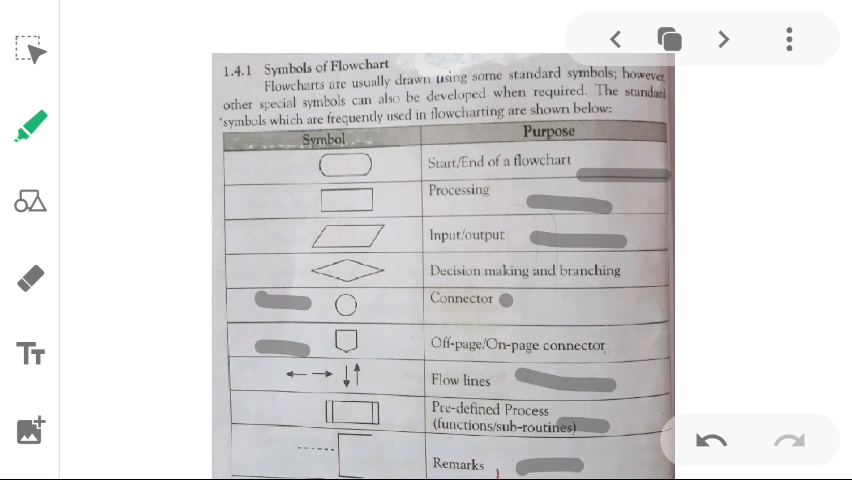 1.4.1 Symbols of Flowchart
Flowcharts are usually drawn using some standard symbols; however,
other special symbols can also be developed when required. The standard
symbols which are frequently used in flowcharting are shown below:
Symbol Purpose
Start/End of a flowchart
Processing
Input/output
Decision making and branching
Connector
Off-page/On-page connector
Flow lines
Pre-defined Process
(functions/sub-routines)
Remarks
TT